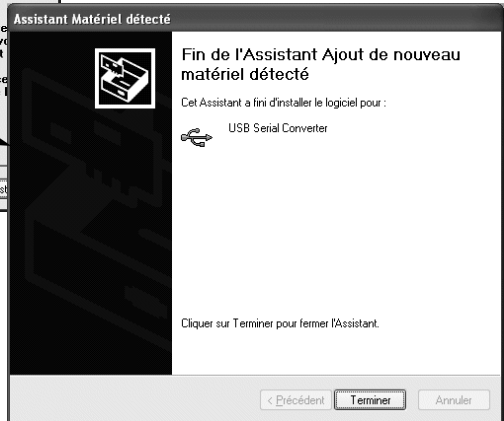 Assistant Matériel détecté
Fin de l'Assistant Ajout de nouveau
matériel détecté
Cet Assistant a fini d'installer le logiciel pour :
USB Serial Converter
Cliquer sur Terminer pour fermer l'Assistant.
< Précédent
Terminer
Annuler